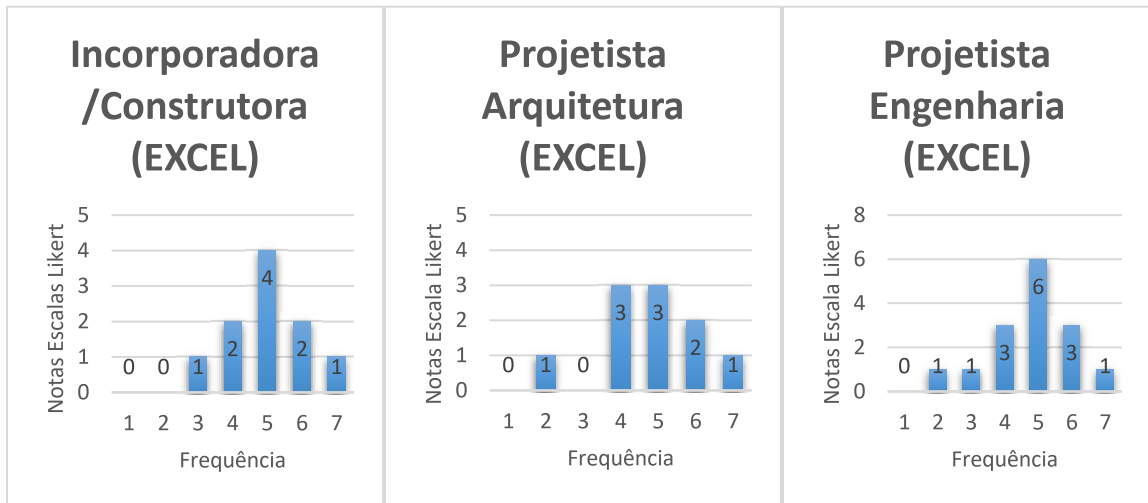 Incorporadora
/Construtora
(EXCEL)
Notas Escalas Likert
5
4
3
2
1
0
0 0 1 2 4 2 1
1 2 3 4 5 6 7
Frequência
Projetista
Arquitetura
(EXCEL)
Notas Escala Likert
5
4
3
2
1
0
0 1 0 3 3 2 1
1 2 3 4 5 6 7
Frequência
Projetista
Engenharia
(EXCEL)
Notas Escala Likert
8
6
4
2
0
0 1 1 3 6 3 1
1 2 3 4 5 6 7
Frequência